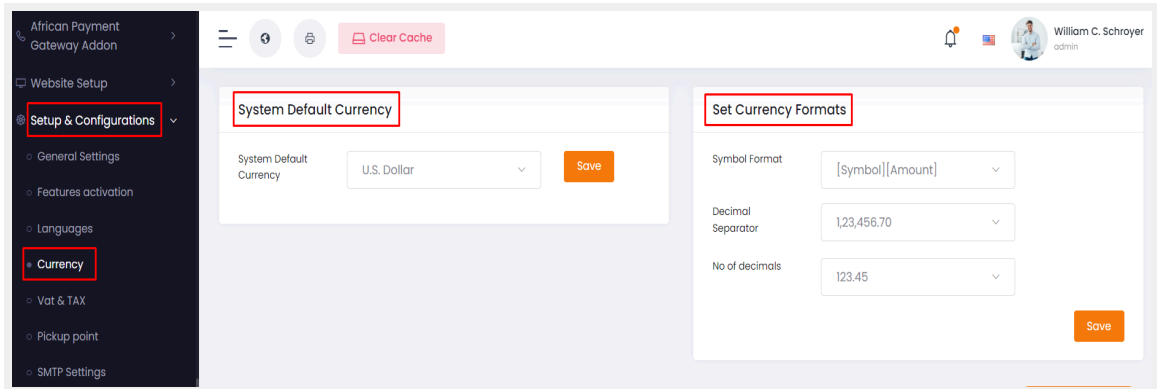 African Payment
Gateway Addon
Website Setup
Setup & Configurations
General Settings
Features activation
Languages
Currency
Vat & TAX
Pickup point
SMTP Settings
Clear Cache
William C. Schroyer
admin
System Default Currency
System Default
Currency
U.S. Dollar
Save
Set Currency Formats
Symbol Format
[Symbol][Amount]
Decimal
Separator
1,23,456.70
No of decimals
123.45
Save